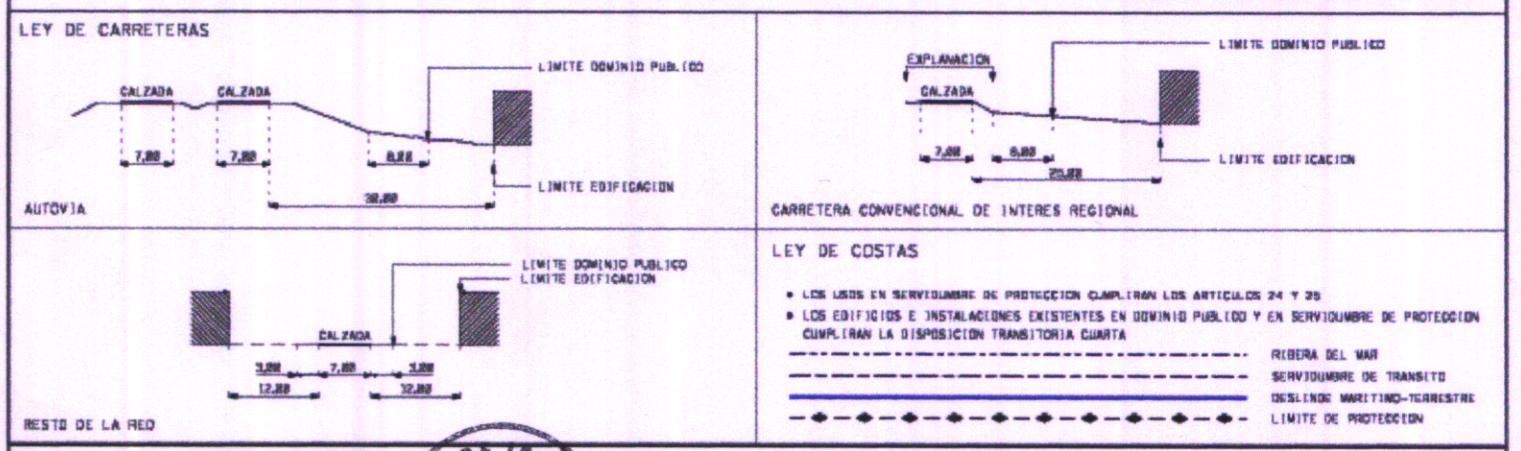 LEY DE CARRETERAS
LIMITE DOMINIO PUBLICO
CALZADA CALZADA
7,00 7,00 8,00
LIMITE EDIFICACION
AUTOVIA
LIMITE DOMINIO PUBLICO
EXPLANACION
CALZADA
7,00 8,00
LIMITE EDIFICACION
25,00
CARRETERA CONVENCIONAL DE INTERES REGIONAL
LIMITE DOMINIO PUBLICO
LIMITE EDIFICACION
CALZADA
3,00 7,00 3,00
12,00 12,00
RESTO DE LA RED
LEY DE COSTAS
• LOS USOS EN SERVIDUMBRE DE PROTECCION CUMPLIRAN LOS ARTICULOS 24 Y 25
• LOS EDIFICIOS E INSTALACIONES EXISTENTES EN DOMINIO PUBLICO Y EN SERVIDUMBRE DE PROTECCION
CUMPLIRAN LA DISPOSICION TRANSITORIA CUARTA
RIBERA DEL MAR
SERVIDUMBRE DE TRANSITO
DESLINDE MARITIMO-TERRESTRE
LIMITE DE PROTECCION